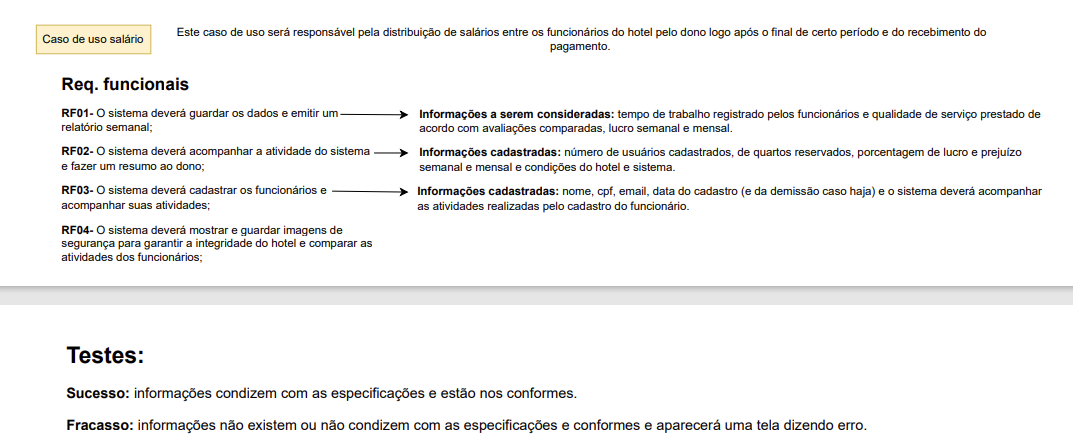 Caso de uso salário
Este caso de uso será responsável pela distribuição de salários entre os funcionários do hotel pelo dono logo após o final de certo período e do recebimento do
pagamento.
Req. funcionais
RF01- O sistema deverá guardar os dados e emitir um
relatório semanal;
Informações a serem consideradas: tempo de trabalho registrado pelos funcionários e qualidade de serviço prestado de
acordo com avaliações comparadas, lucro semanal e mensal.
RF02- O sistema deverá acompanhar a atividade do sistema
e fazer um resumo ao dono;
Informações cadastradas: número de usuários cadastrados, de quartos reservados, porcentagem de lucro e prejuízo
semanal e mensal e condições do hotel e sistema.
RF03- O sistema deverá cadastrar os funcionários e
acompanhar suas atividades;
Informações cadastradas: nome, cpf, email, data do cadastro (e da demissão caso haja) e o sistema deverá acompanhar
as atividades realizadas pelo cadastro do funcionário.
RF04- O sistema deverá mostrar e guardar imagens de
segurança para garantir a integridade do hotel e comparar as
atividades dos funcionários;
Testes:
Sucesso: informações condizem com as especificações e estão nos conformes.
Fracasso: informações não existem ou não condizem com as especificações e conformes e aparecerá uma tela dizendo erro.